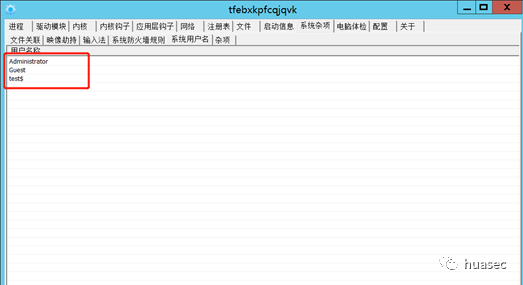 tfebxkpfcqjqvk
进程 驱动模块 内核 内核钩子 应用层钩子 网络 注册表 文件 启动信息 系统杂项 电脑体检 配置 关于
文件关联 映像劫持 输入法 系统防火墙规则 系统用户名 杂项
用户名称
Administrator
Guest
test$
huasec